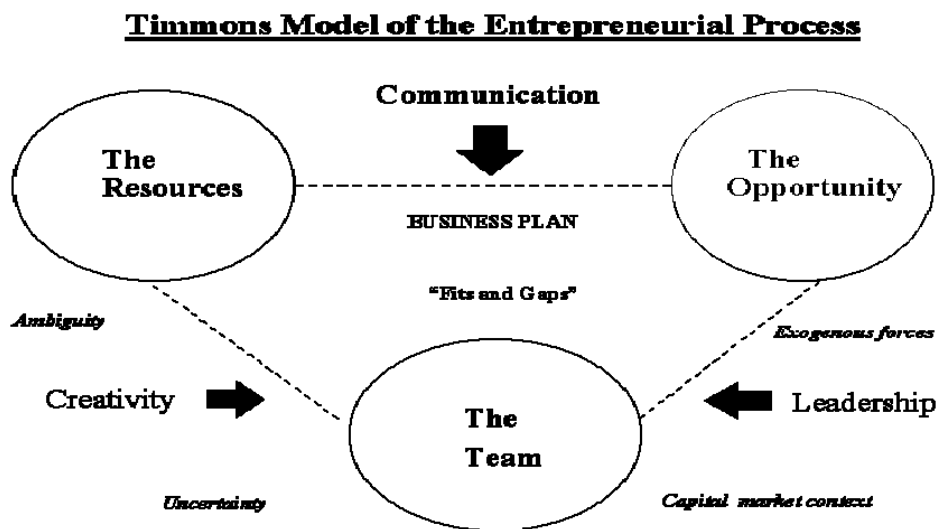 Timmons Model of the Entrepreneurial Process
Communication
The
Resources
The
Opportunity
BUSINESS PLAN
“Fits and Gaps”
Ambiguity
Exogenous forces
Creativity
Leadership
The
Team
Uncertainty
Capital market context